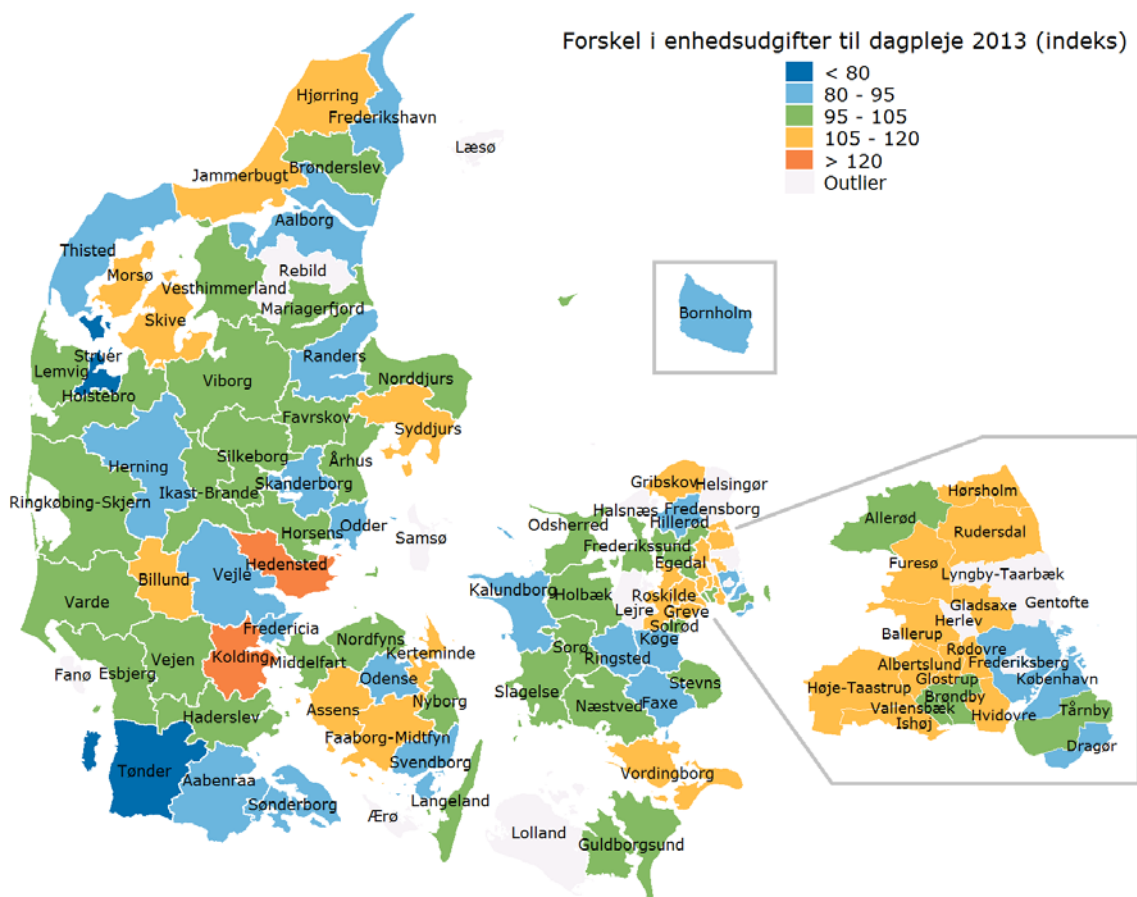 Forskel i enhedsudgifter til dagpleje 2013 (indeks)
< 80
80 - 95
95 - 105
105 - 120
> 120
Outlier
Hjørring
Frederikshavn
Læsø
Brønderslev
Jammerbugt
Aalborg
Thisted
Rebild
Morsø
Vesthimmerland
Mariagerfjord
Skive
Bornholm
Struer
Randers
Lemvig
Viborg
Norddjurs
Holstebro
Favrskov
Syddjurs
Silkeborg
Århus
Herning
Skanderborg
Ikast-Brande
Ringkøbing-Skjern
Horsens
Odder
Samsø
Hedensted
Billund
Vejle
Varde
Fredericia
Kolding
Vejen
Esbjerg
Fanø
Middelfart
Nordfyns
Kerteminde
Odense
Nyborg
Haderslev
Assens
Faaborg-Midtfyn
Svendborg
Tønder
Aabenraa
Sønderborg
Langeland
Ærø
Gribskov
Helsingør
Halsnæs
Fredensborg
Hillerød
Odsherred
Frederikssund
Egedal
Kalundborg
Holbæk
Roskilde
Lejre
Greve
Solrød
Køge
Sorø
Ringsted
Stevns
Slagelse
Næstved
Faxe
Vordingborg
Lolland
Guldborgsund
Hørsholm
Allerød
Rudersdal
Furesø
Lyngby-Taarbæk
Gentofte
Gladsaxe
Herlev
Ballerup
Rødovre
Frederiksberg
Albertslund
Glostrup
København
Høje-Taastrup
Brøndby
Vallensbæk
Tårnby
Ishøj
Hvidovre
Dragør